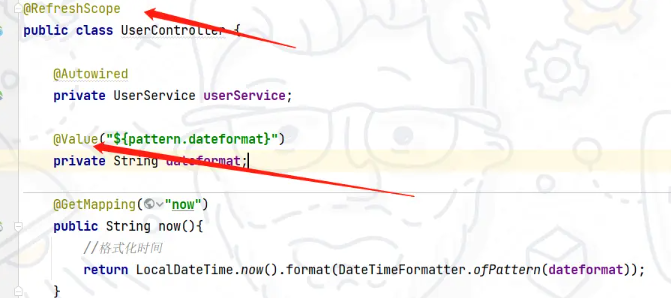 @RefreshScope
public class UserController {
@Autowired
private UserService userService;
@Value("${pattern.dateformat}")
private String dateformat;
@GetMapping("now")
public String now(){
//格式化时间
return LocalDateTime.now().format(DateTimeFormatter.ofPattern(dateformat));
}